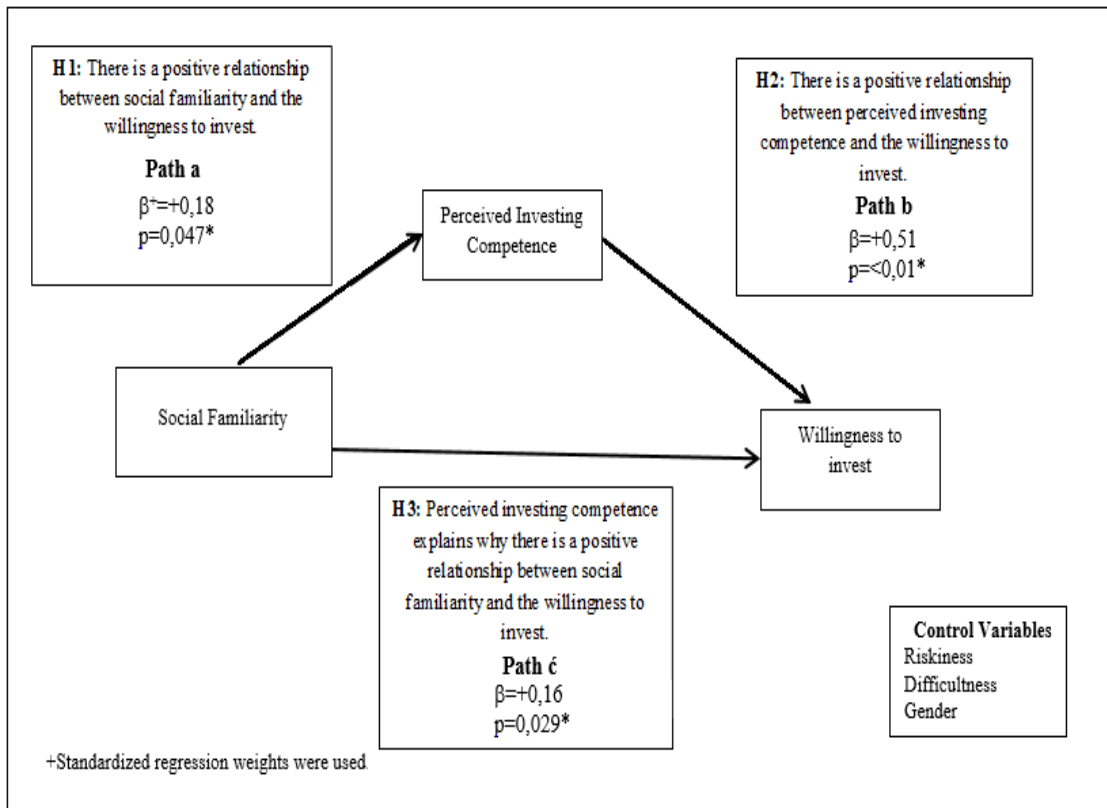 H1: There is a positive relationship
between social familiarity and the
willingness to invest.
Path a
β⁺=+0,18
p=0,047*
Perceived Investing
Competence
H2: There is a positive relationship
between perceived investing
competence and the willingness to
invest.
Path b
β=+0,51
p=<0,01*
Social Familiarity
Willingness to
invest
H3: Perceived investing competence
explains why there is a positive
relationship between social
familiarity and the willingness to
invest.
Path ć
β=+0,16
p=0,029*
Control Variables
Riskiness
Difficultness
Gender
+Standardized regression weights were used.